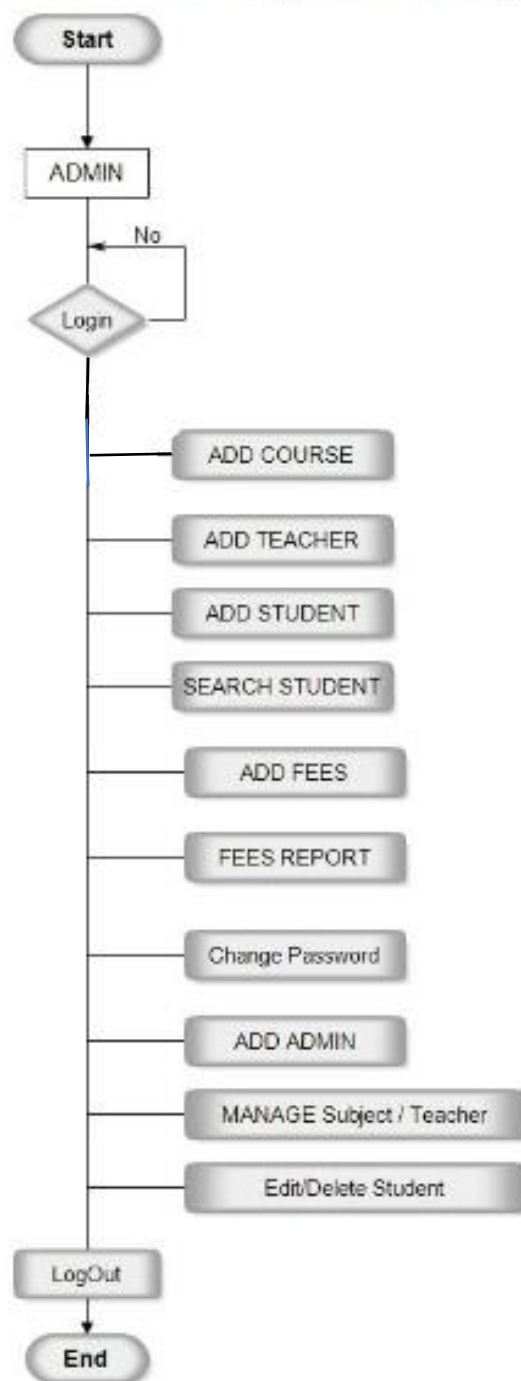 Start
ADMIN
No
Login
ADD COURSE
ADD TEACHER
ADD STUDENT
SEARCH STUDENT
ADD FEES
FEES REPORT
Change Password
ADD ADMIN
MANAGE Subject / Teacher
Edit/Delete Student
LogOut
End